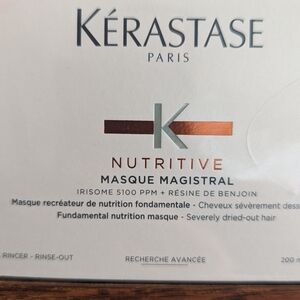 KÉRASTASE
PARIS
K
NUTRITIVE
MASQUE MAGISTRAL
IRISOME 5100 PPM + RÉSINE DE BENJOIN
Masque recréateur de nutrition fondamentale - Cheveux sévèrement dess
Fundamental nutrition masque - Severely dried-out hair
RINCER - RINSE-OUT
RECHERCHE AVANCÉE
200 m